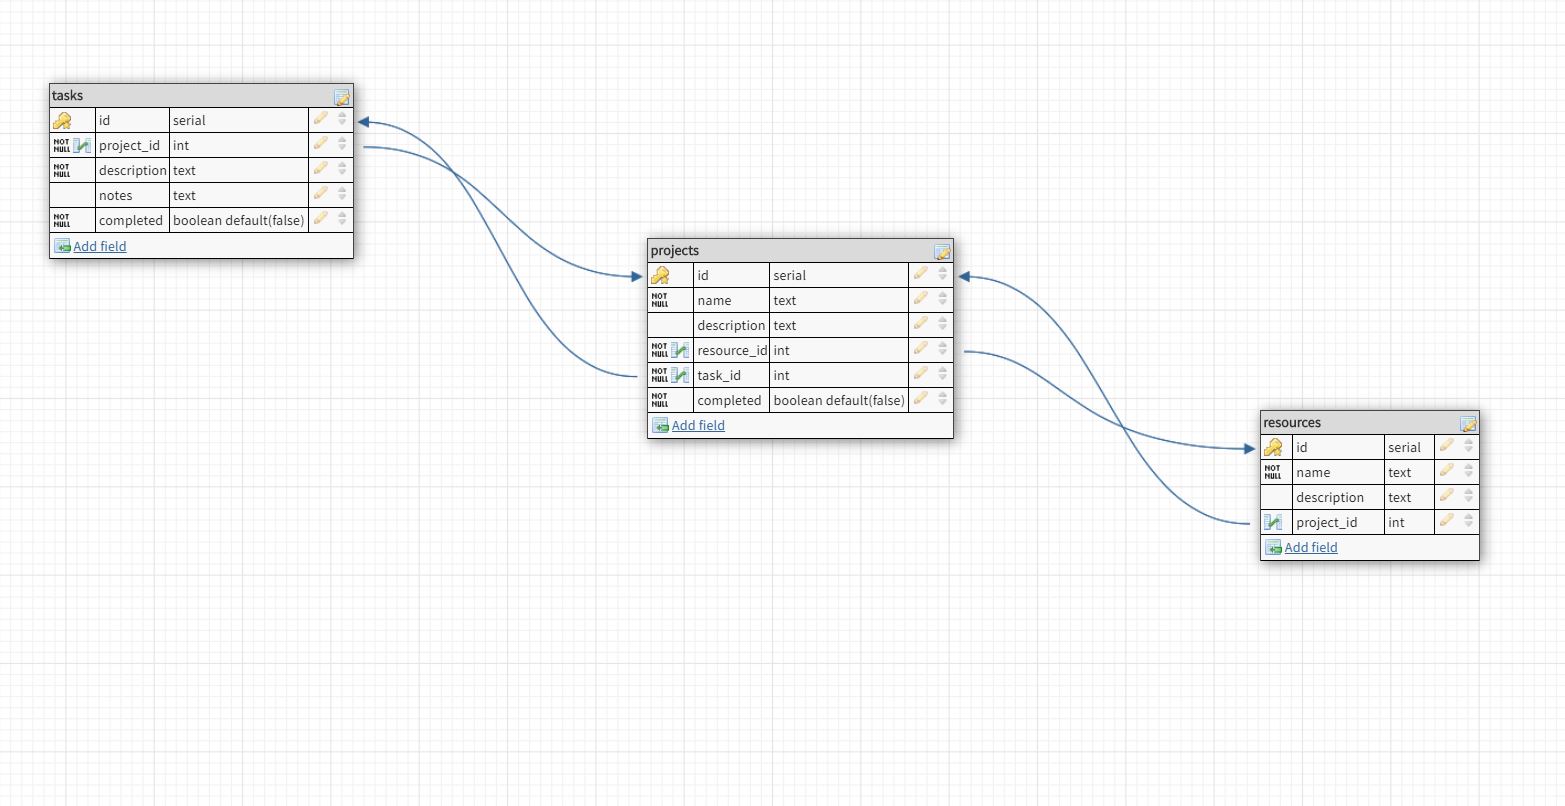 tasks
id serial
NOT NULL project_id int
NOT NULL description text
notes text
NOT NULL completed boolean default(false)
Add field
projects
id serial
NOT NULL name text
description text
NOT NULL resource_id int
NOT NULL task_id int
NOT NULL completed boolean default(false)
Add field
resources
id serial
NOT NULL name text
description text
project_id int
Add field